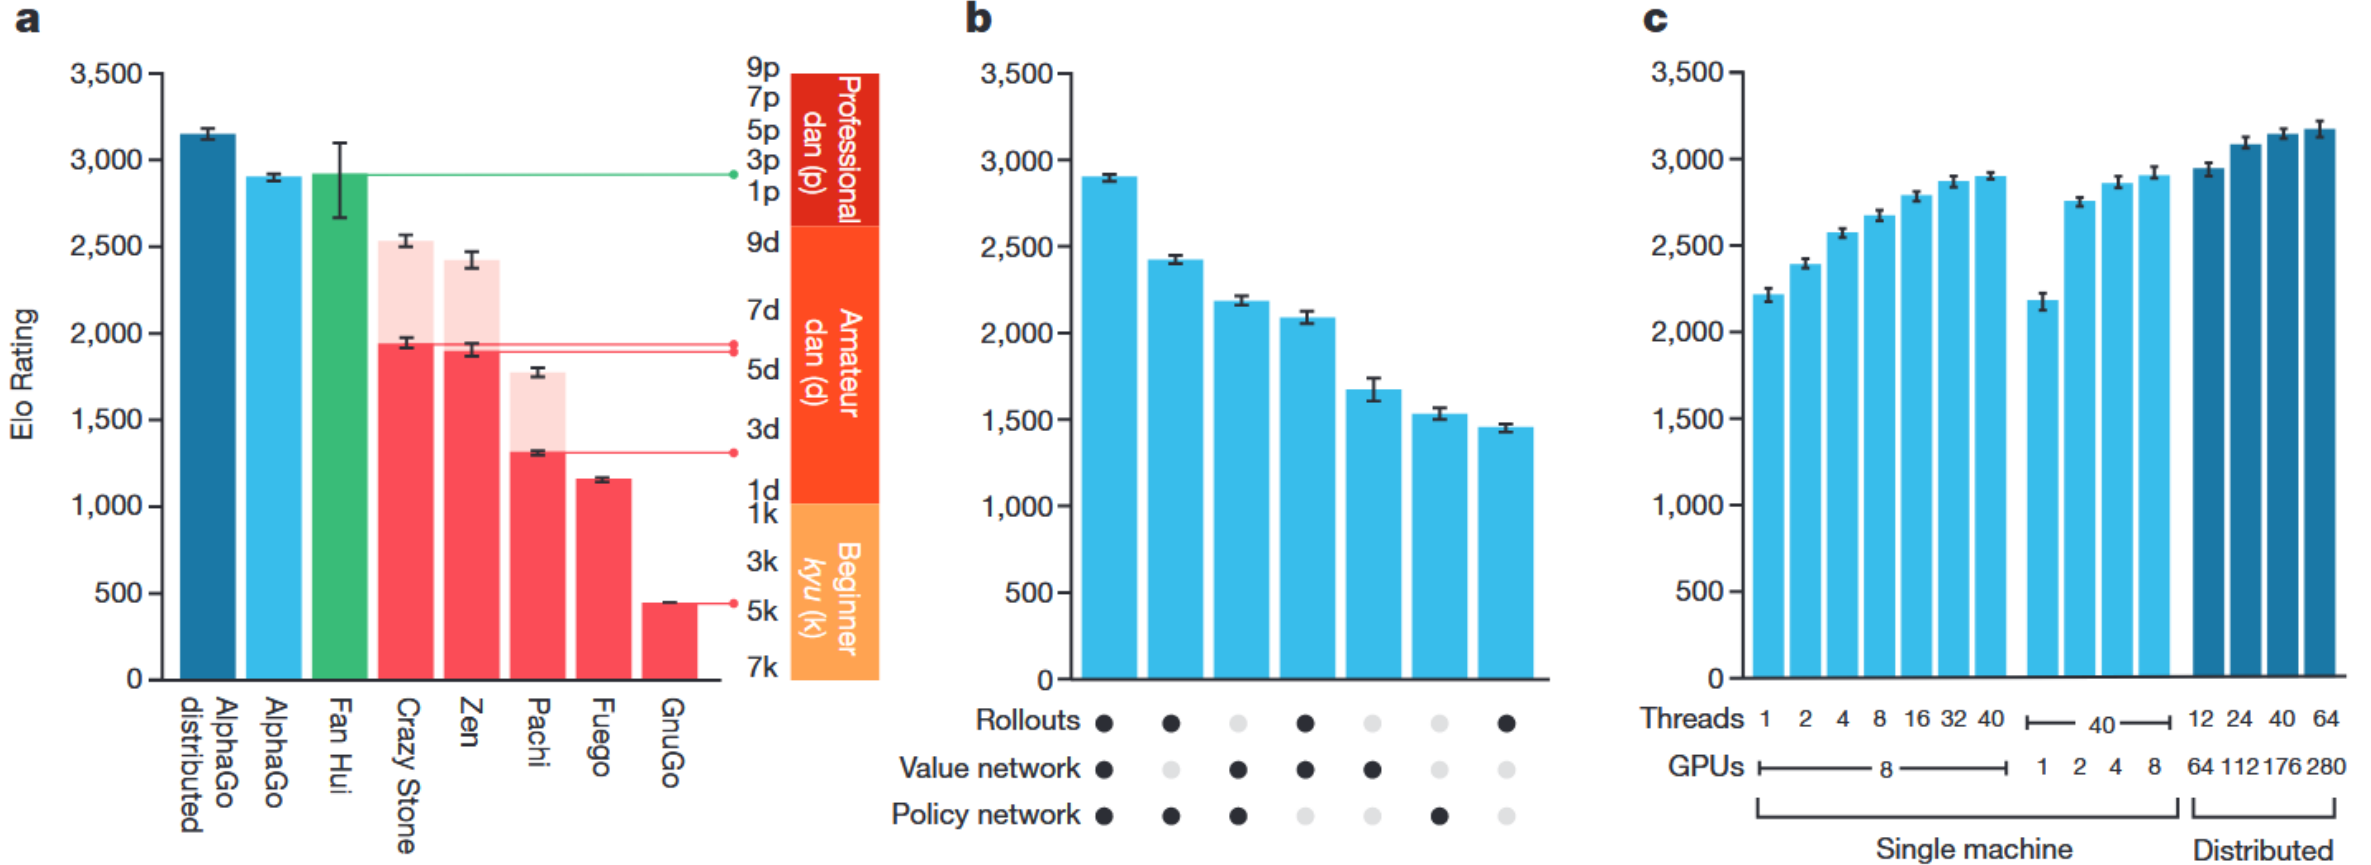 a
3,500
3,000
2,500
2,000
1,500
1,000
500
0
Elo Rating
AlphaGo
distributed
AlphaGo
Fan Hui
Crazy Stone
Zen
Pachi
Fuego
GnuGo
9p
7p
5p
3p
1p
9d
7d
5d
3d
1d
1k
3k
5k
7k
Professional
dan (p)
Amateur
dan (d)
Beginner
kyu (k)
b
3,500
3,000
2,500
2,000
1,500
1,000
500
0
Rollouts
Value network
Policy network
c
3,500
3,000
2,500
2,000
1,500
1,000
500
0
Threads 1 2 4 8 16 32 40 40 12 24 40 64
GPUs 8 1 2 4 8 64 112 176 280
Single machine Distributed